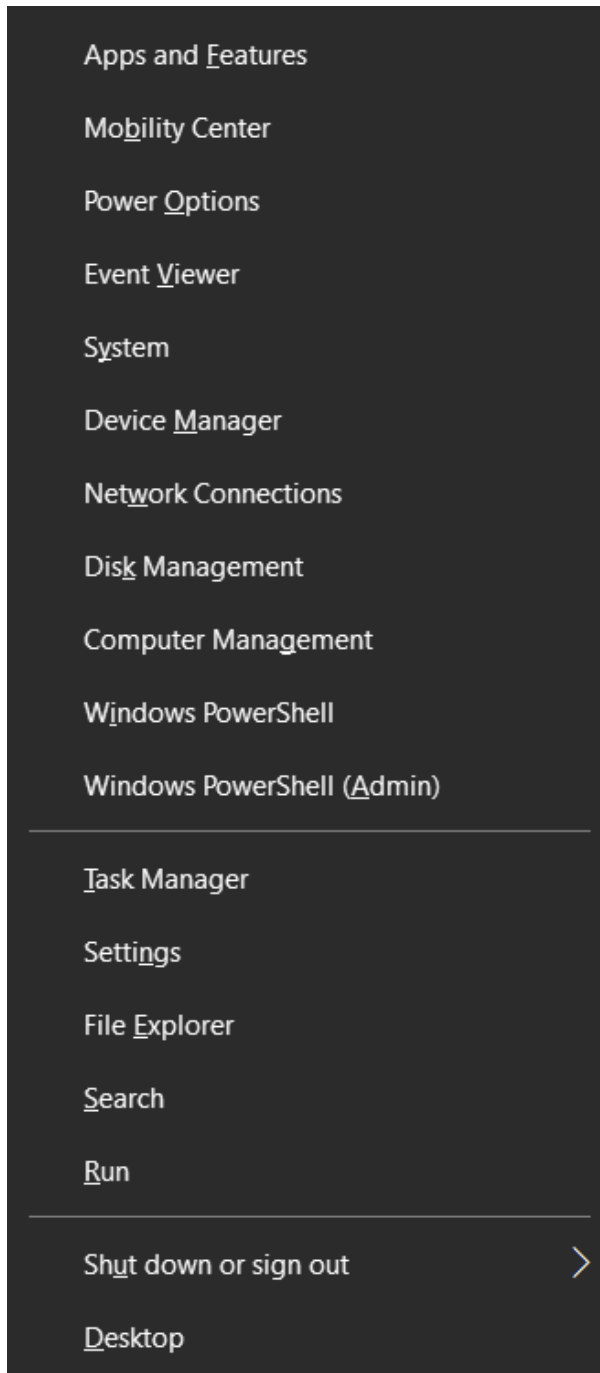 Apps and Features
Mobility Center
Power Options
Event Viewer
System
Device Manager
Network Connections
Disk Management
Computer Management
Windows PowerShell
Windows PowerShell (Admin)
Task Manager
Settings
File Explorer
Search
Run
Shut down or sign out
Desktop